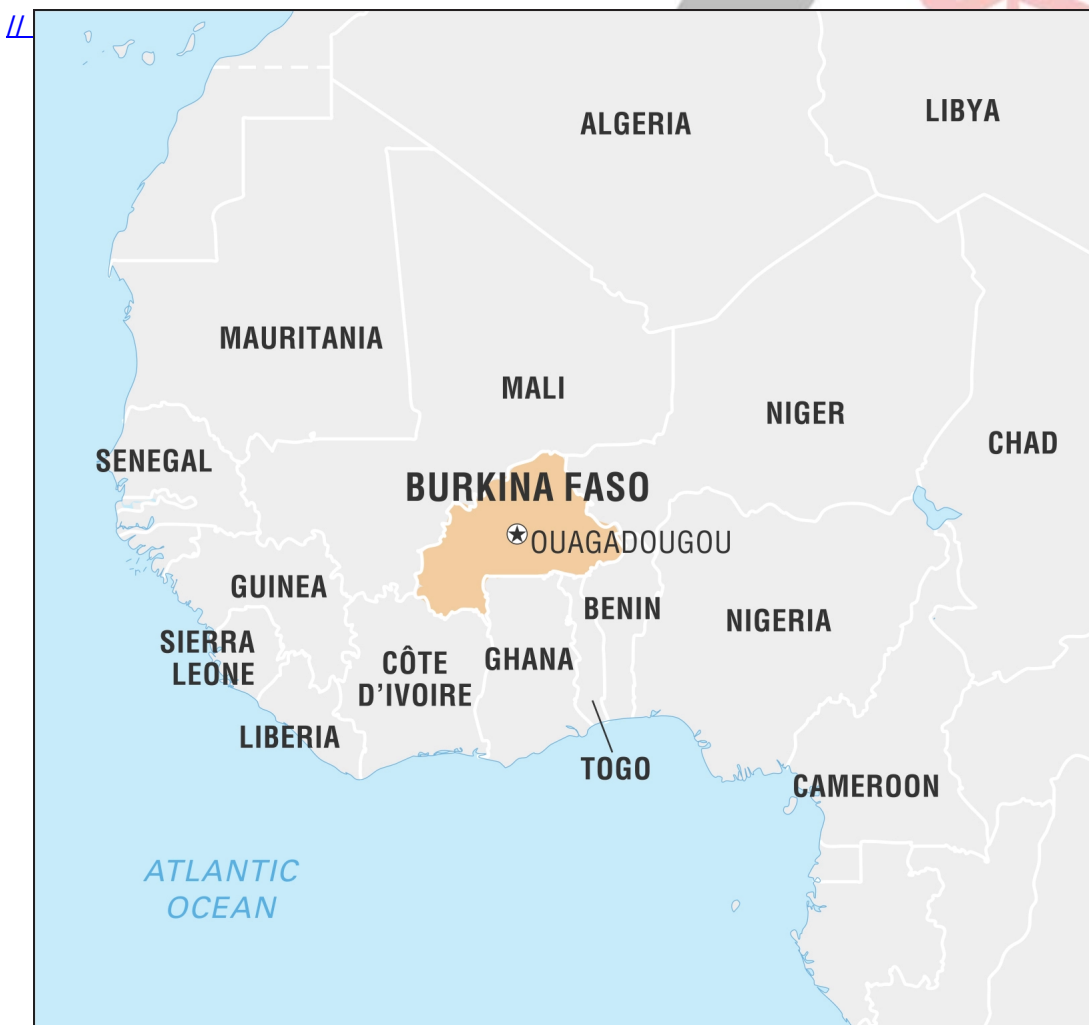 //
ALGERIA
LIBYA
MAURITANIA
MALI
NIGER
CHAD
SENEGAL
BURKINA FASO
OUAGADOUGOU
GUINEA
BENIN
NIGERIA
SIERRA
LEONE
CÔTE
D'IVOIRE
GHANA
LIBERIA
TOGO
CAMEROON
ATLANTIC
OCEAN